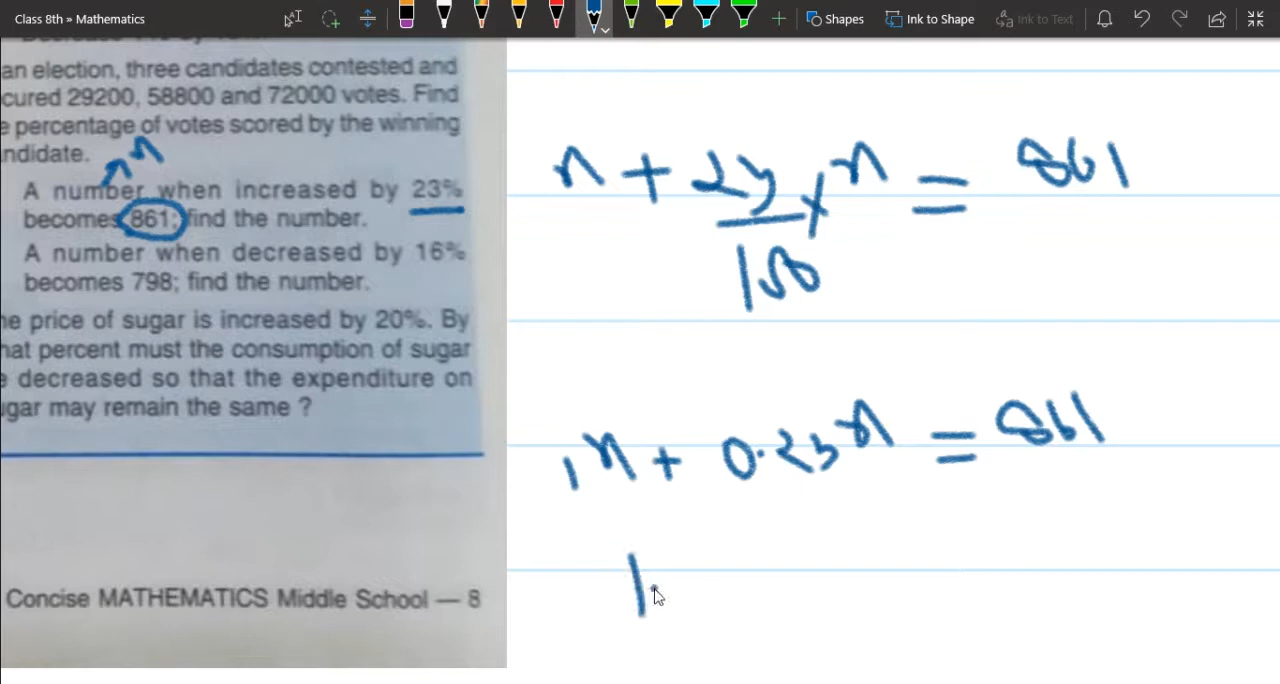 Class 8th » Mathematics
Shapes
Ink to Shape
Ink to Text
an election, three candidates contested and
cured 29200, 58800 and 72000 votes. Find
e percentage of votes scored by the winning
ndidate.
A number when increased by 23%
becomes 861; find the number.
A number when decreased by 16%
becomes 798; find the number.
he price of sugar is increased by 20%. By
hat percent must the consumption of sugar
e decreased so that the expenditure on
ugar may remain the same ?
Concise MATHEMATICS Middle School — 8
x
x + 23/100 × x = 861
1x + 0.23x = 861
1